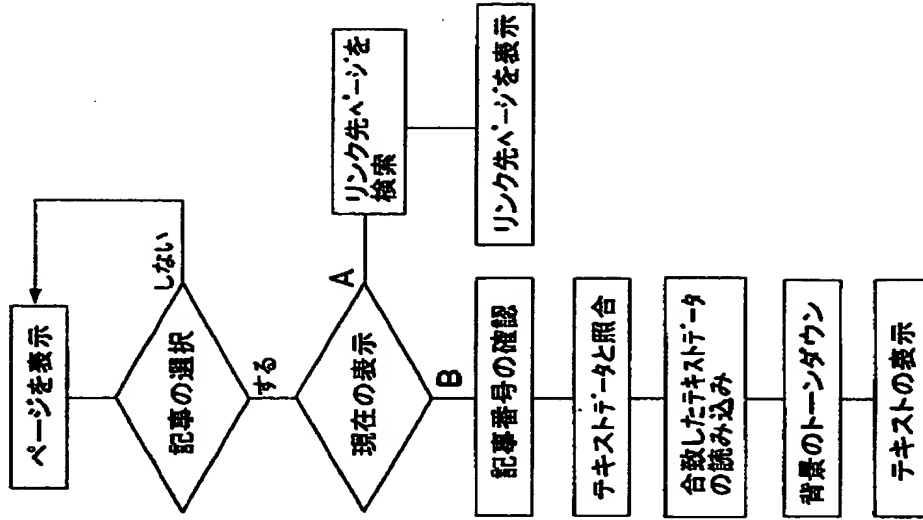 ページを表示
記事の選択
しない
する
現在の表示
A
リンク先ページを
検索
リンク先ページを表示
B
記事番号の確認
テキストデータと照合
合致したテキストデータ
の読み込み
背景のトーンダウン
テキストの表示